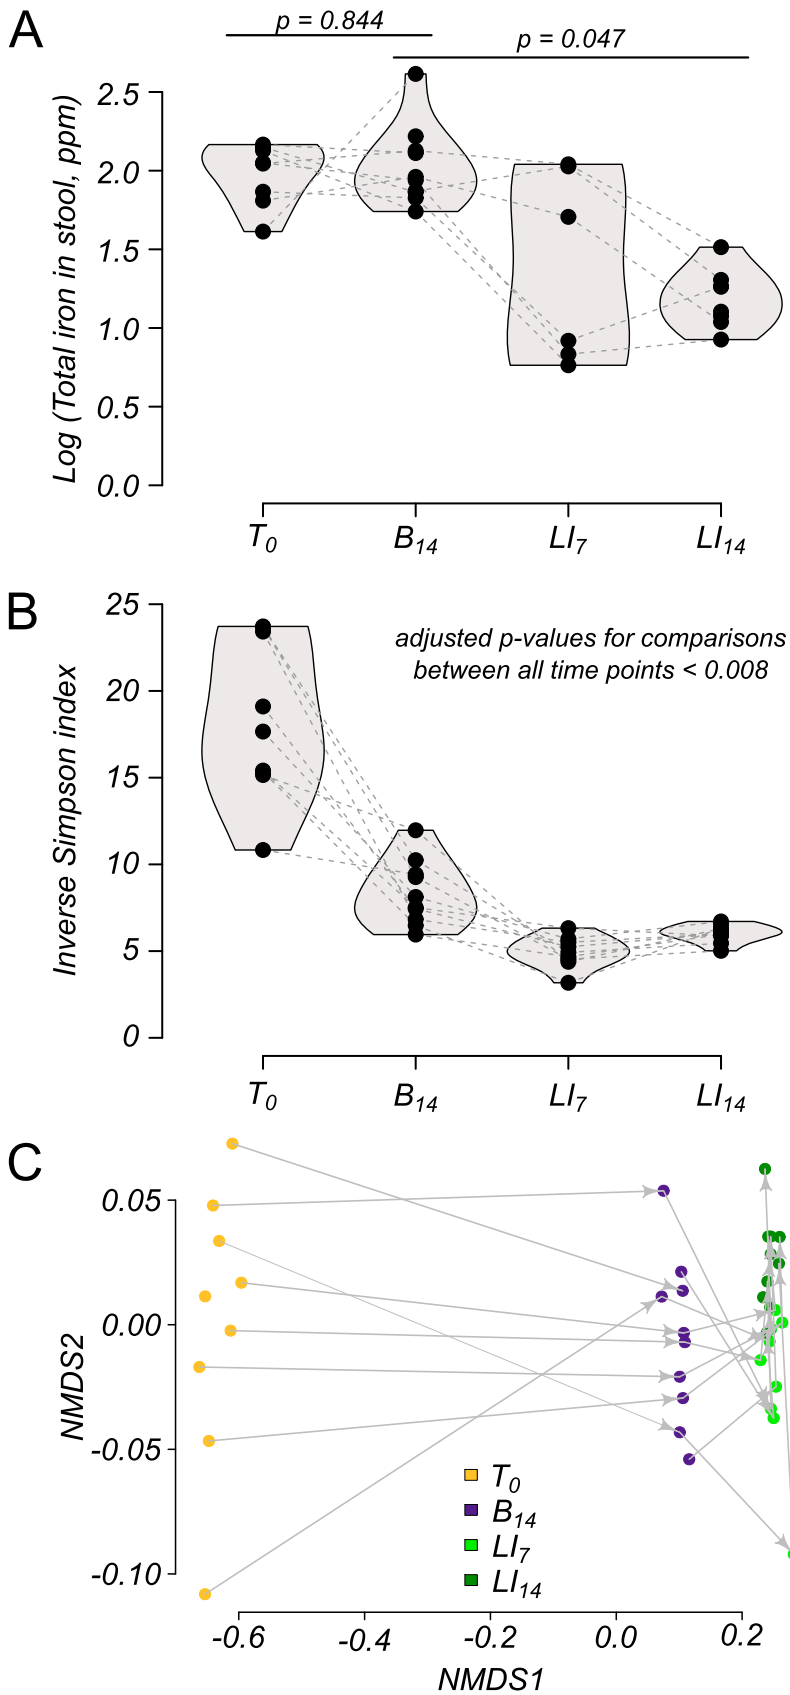 A
p = 0.844
p = 0.047
Log (Total iron in stool, ppm)
2.5
2.0
1.5
1.0
0.5
0.0
T0 B14 LI7 LI14
B
adjusted p-values for comparisons
between all time points < 0.008
Inverse Simpson index
25
20
15
10
5
0
T0 B14 LI7 LI14
C
NMDS2
0.05
0.00
-0.05
-0.10
T0
B14
LI7
LI14
-0.6 -0.4 -0.2 0.0 0.2
NMDS1